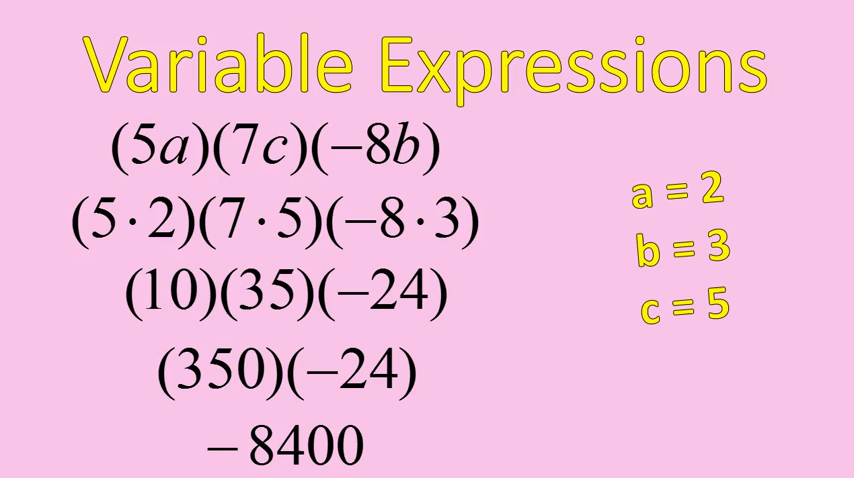 Variable Expressions
(5a)(7c)(−8b)
(5·2)(7·5)(−8·3)
(10)(35)(−24)
(350)(−24)
−8400
a = 2
b = 3
c = 5